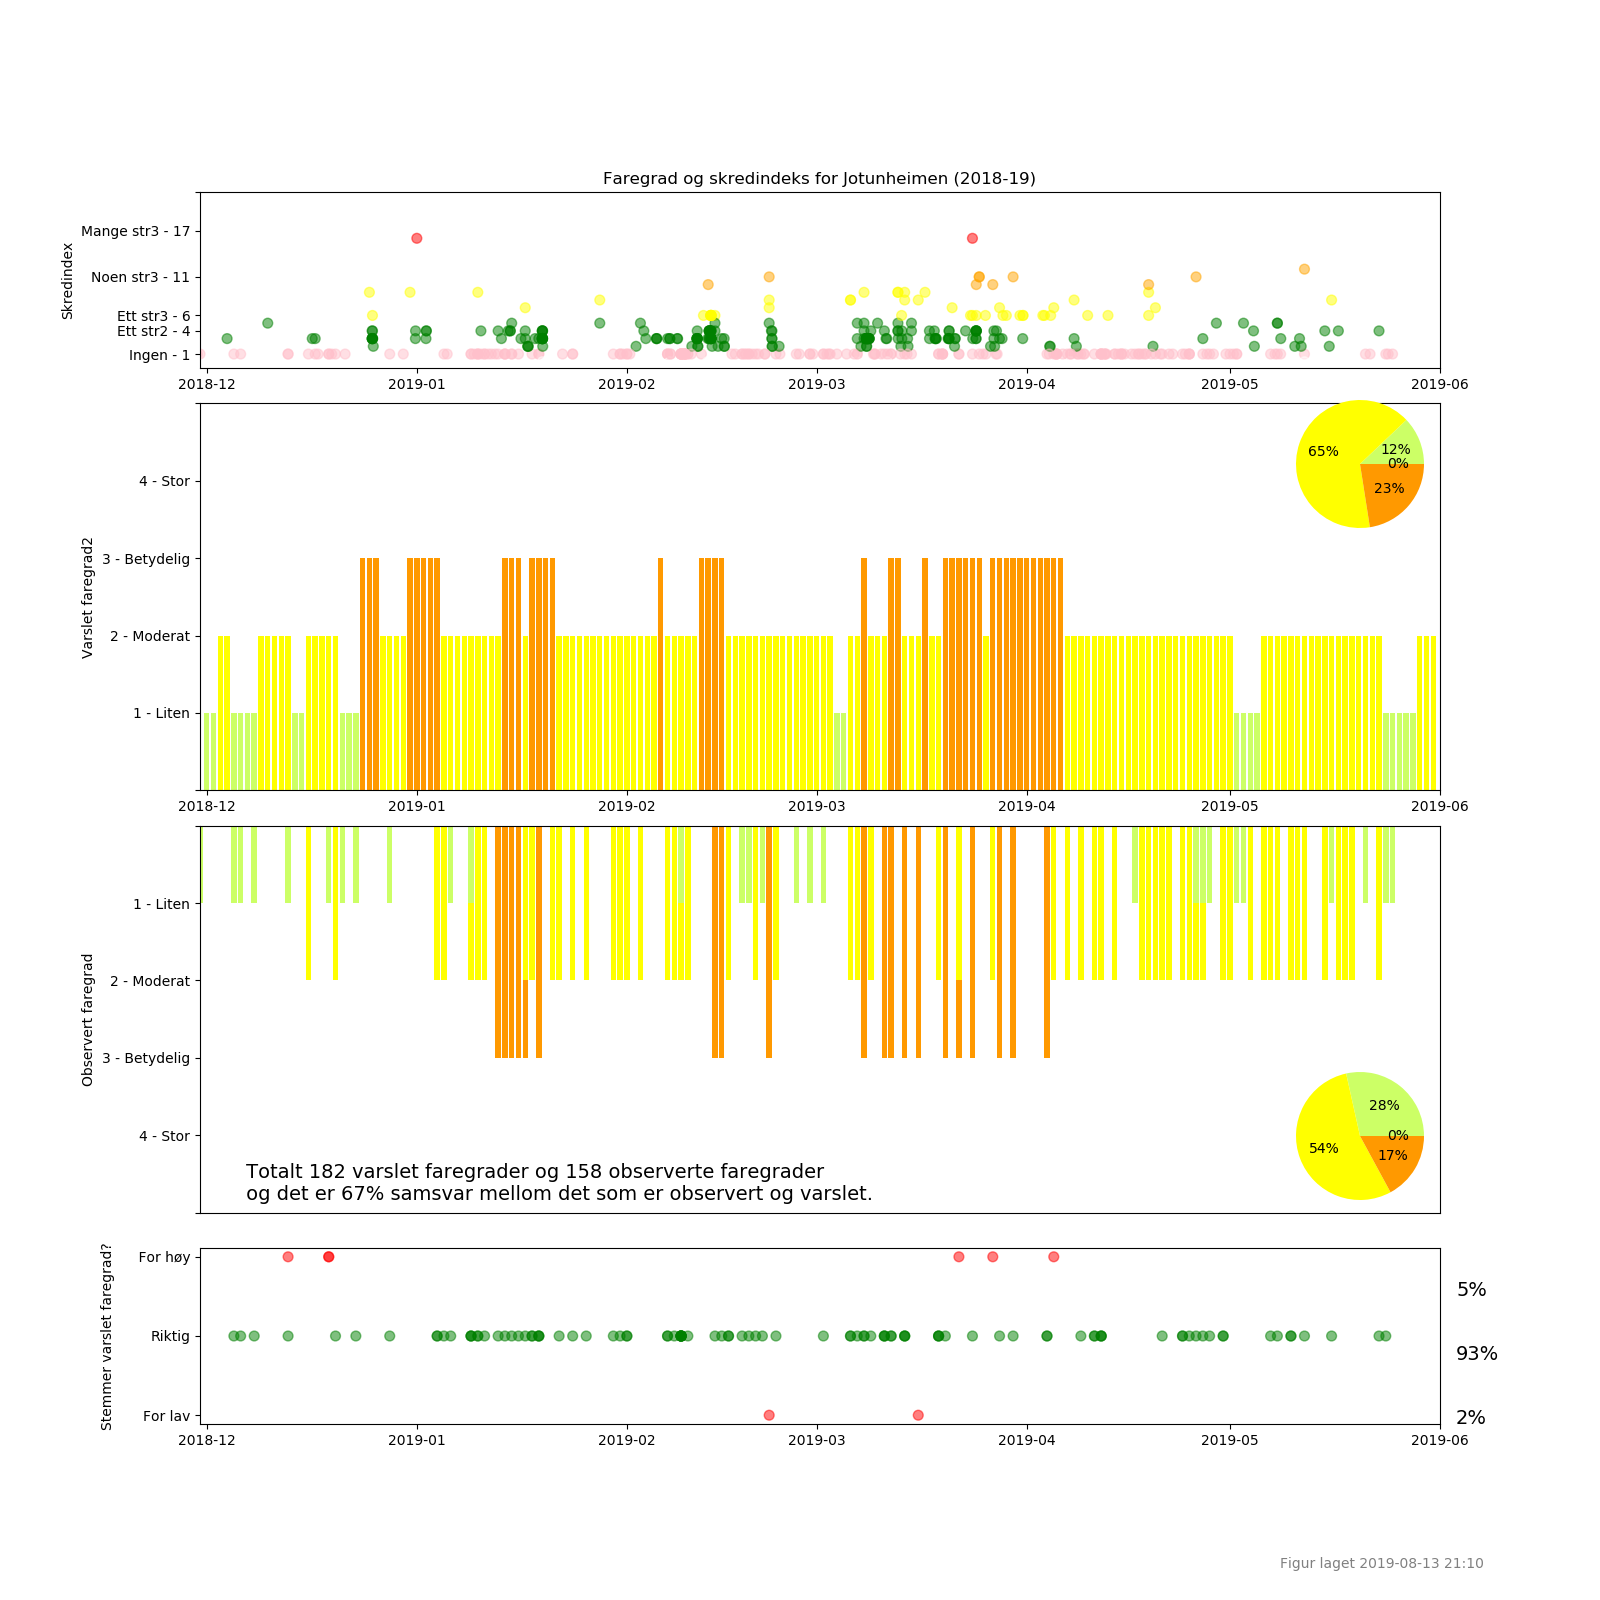 Faregrad og skredindeks for Jotunheimen (2018-19)
Skredindex
Mange str3 - 17
Noen str3 - 11
Ett str3 - 6
Ett str2 - 4
Ingen - 1
2018-12 2019-01 2019-02 2019-03 2019-04 2019-05 2019-06
Varslet faregrad2
4 - Stor
3 - Betydelig
2 - Moderat
1 - Liten
65% 12%
0%
23%
2018-12 2019-01 2019-02 2019-03 2019-04 2019-05 2019-06
Observert faregrad
1 - Liten
2 - Moderat
3 - Betydelig
4 - Stor
28%
0%
54% 17%
Totalt 182 varslet faregrader og 158 observerte faregrader
og det er 67% samsvar mellom det som er observert og varslet.
Stemmer varslet faregrad?
For høy
Riktig
For lav
5%
93%
2%
2018-12 2019-01 2019-02 2019-03 2019-04 2019-05 2019-06
Figur laget 2019-08-13 21:10